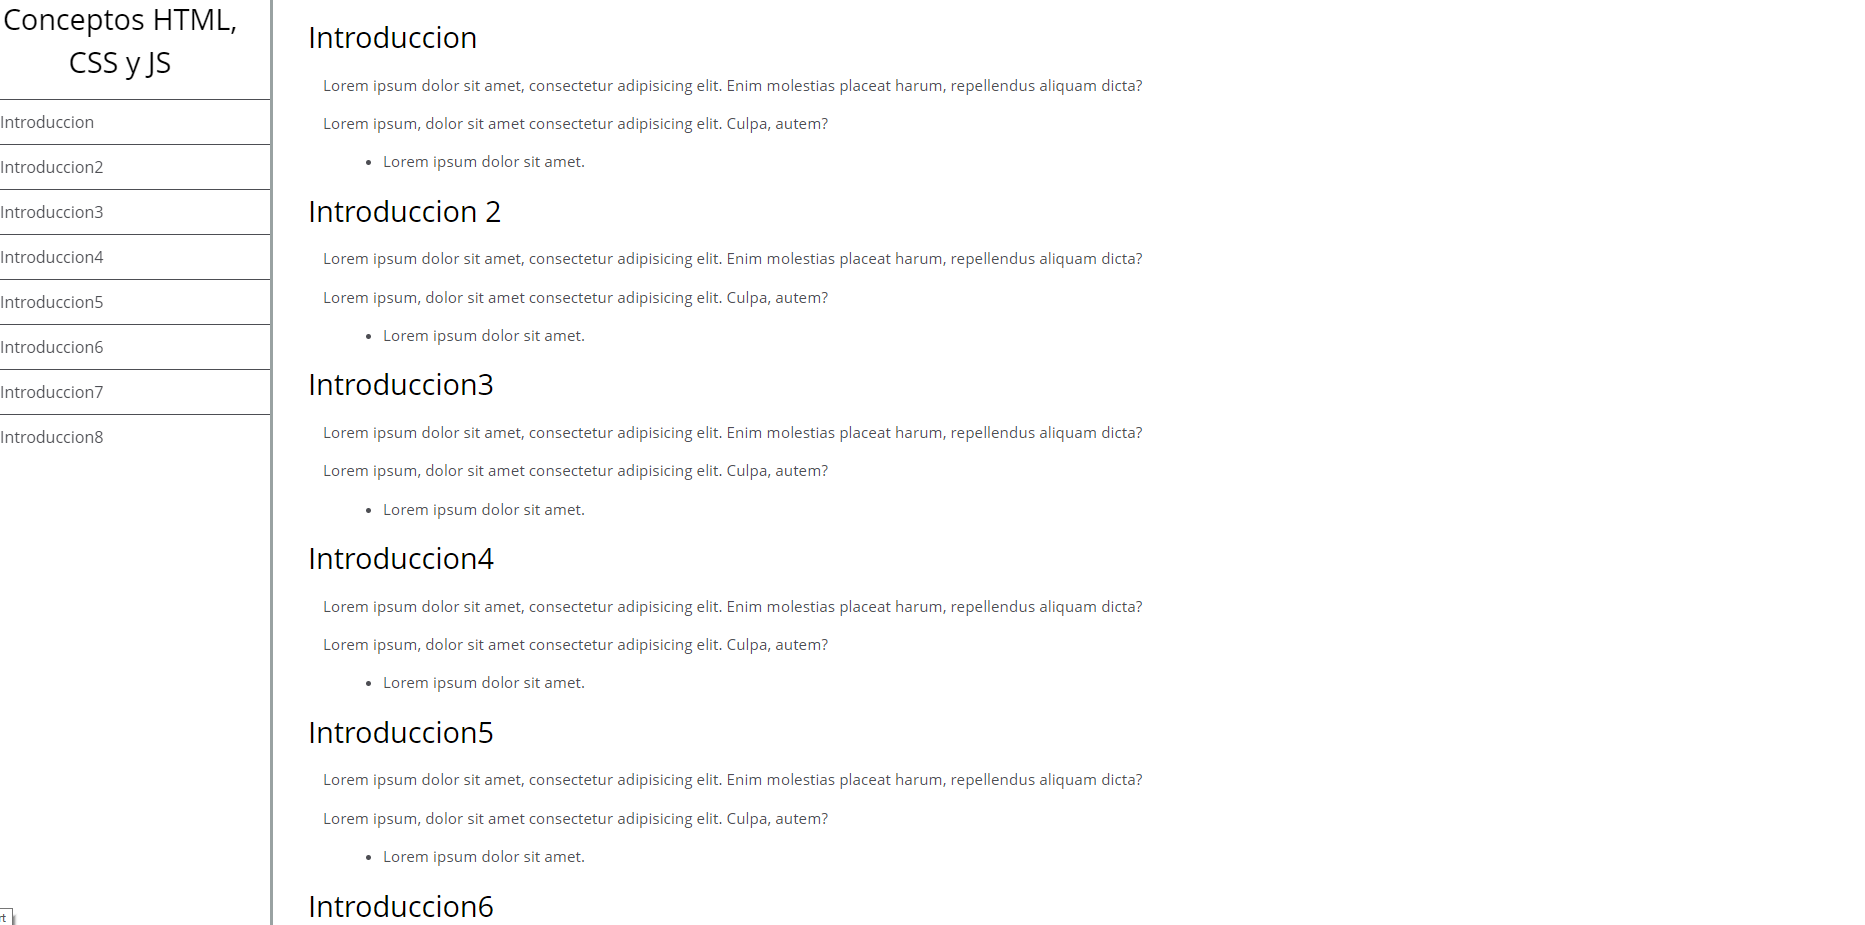 Conceptos HTML,
CSS y JS
Introduccion
Introduccion2
Introduccion3
Introduccion4
Introduccion5
Introduccion6
Introduccion7
Introduccion8
Introduccion
Lorem ipsum dolor sit amet, consectetur adipisicing elit. Enim molestias placeat harum, repellendus aliquam dicta?
Lorem ipsum, dolor sit amet consectetur adipisicing elit. Culpa, autem?
• Lorem ipsum dolor sit amet.
Introduccion 2
Lorem ipsum dolor sit amet, consectetur adipisicing elit. Enim molestias placeat harum, repellendus aliquam dicta?
Lorem ipsum, dolor sit amet consectetur adipisicing elit. Culpa, autem?
• Lorem ipsum dolor sit amet.
Introduccion3
Lorem ipsum dolor sit amet, consectetur adipisicing elit. Enim molestias placeat harum, repellendus aliquam dicta?
Lorem ipsum, dolor sit amet consectetur adipisicing elit. Culpa, autem?
• Lorem ipsum dolor sit amet.
Introduccion4
Lorem ipsum dolor sit amet, consectetur adipisicing elit. Enim molestias placeat harum, repellendus aliquam dicta?
Lorem ipsum, dolor sit amet consectetur adipisicing elit. Culpa, autem?
• Lorem ipsum dolor sit amet.
Introduccion5
Lorem ipsum dolor sit amet, consectetur adipisicing elit. Enim molestias placeat harum, repellendus aliquam dicta?
Lorem ipsum, dolor sit amet consectetur adipisicing elit. Culpa, autem?
• Lorem ipsum dolor sit amet.
Introduccion6